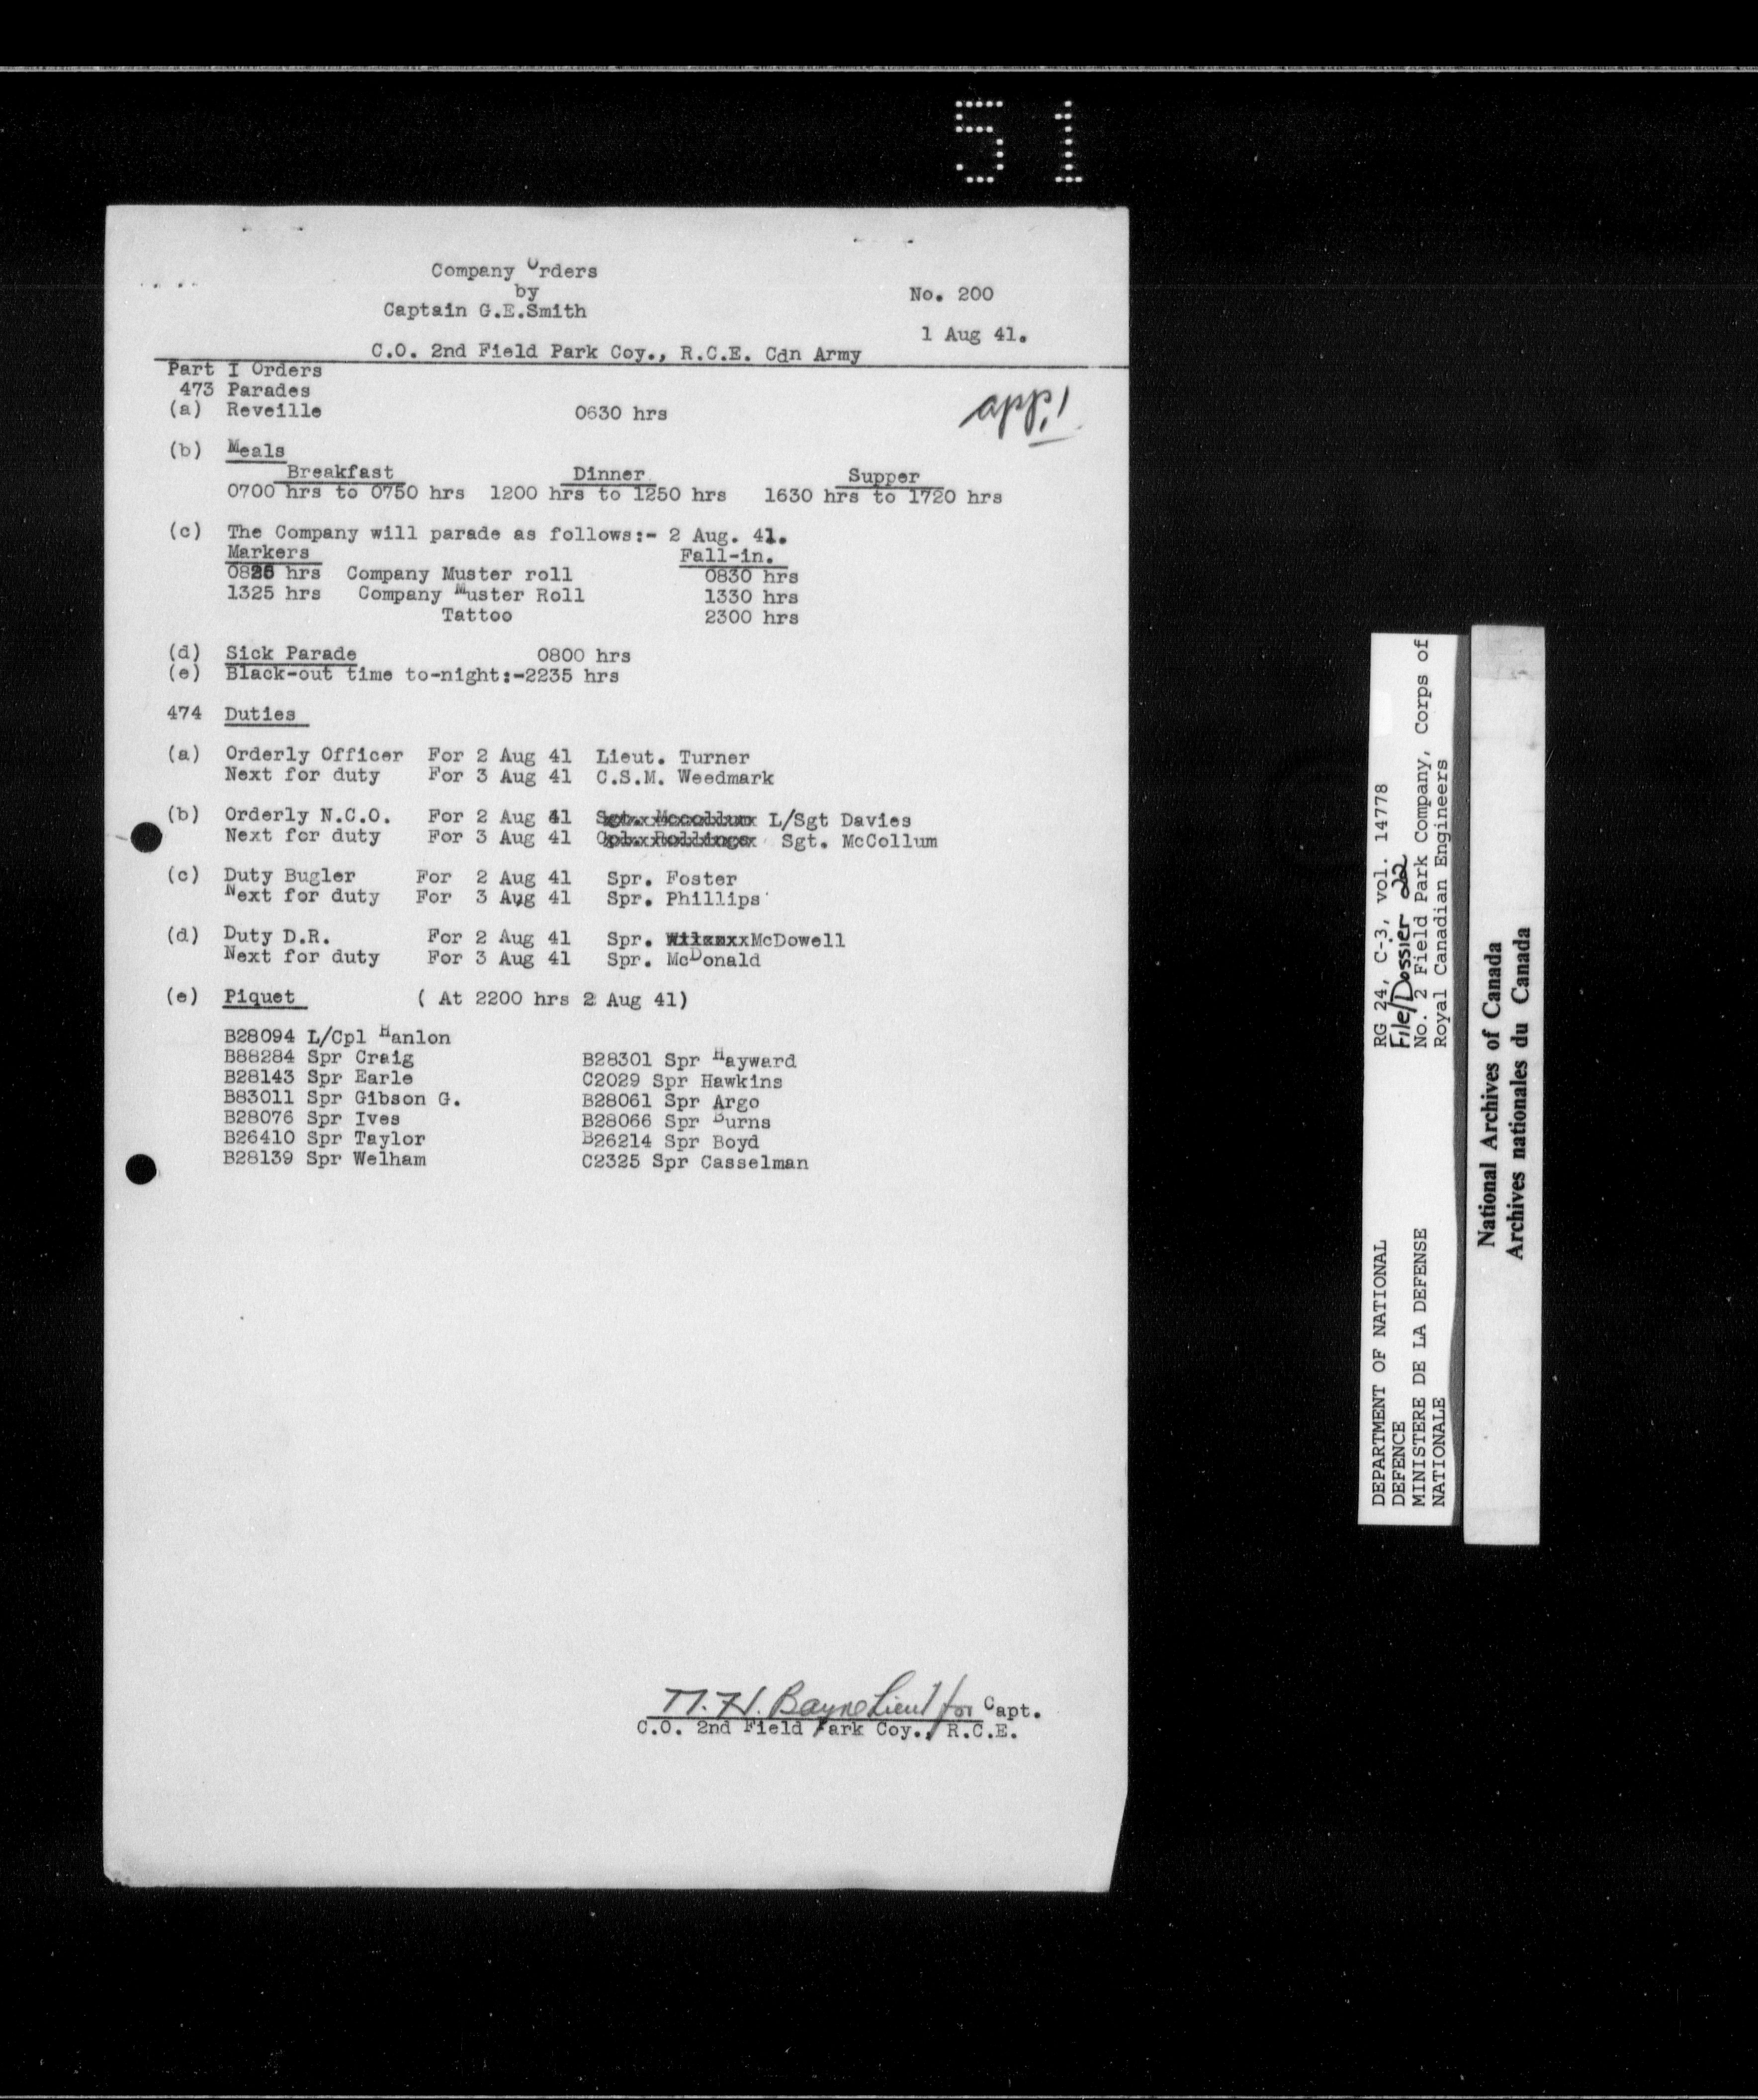 51
Company Orders
by
Captain G.E.Smith
No. 200
1 Aug 41.
C.O. 2nd Field Park Coy., R.C.E. Cdn Army
Part I Orders
app. 1
473 Parades
(a) Reveille 0630 hrs
(b) Meals
Breakfast Dinner Supper
0700 hrs to 0750 hrs 1200 hrs to 1250 hrs 1630 hrs to 1720 hrs
(c) The Company will parade as follows:- 2 Aug. 41.
Markers Fall-in.
0825 hrs Company Muster roll 0830 hrs
1325 hrs Company Muster Roll 1330 hrs
Tattoo 2300 hrs
(d) Sick Parade 0800 hrs
(e) Black-out time to-night:-2235 hrs
474 Duties
(a) Orderly Officer For 2 Aug 41 Lieut. Turner
Next for duty For 3 Aug 41 C.S.M. Weedmark
(b) Orderly N.C.O. For 2 Aug 41 Sgt. Mccollum L/Sgt Davies
Next for duty For 3 Aug 41 Cpl. Rollings Sgt. McCollum
(c) Duty Bugler For 2 Aug 41 Spr. Foster
Next for duty For 3 Aug 41 Spr. Phillips
(d) Duty D.R. For 2 Aug 41 Spr. McDowell
Next for duty For 3 Aug 41 Spr. McDonald
(e) Piquet ( At 2200 hrs 2 Aug 41)
B28094 L/Cpl Hanlon
B88284 Spr Craig B28301 Spr Hayward
B28143 Spr Earle C2029 Spr Hawkins
B83011 Spr Gibson G. B28061 Spr Argo
B28076 Spr Ives B28066 Spr Burns
B26410 Spr Taylor B26214 Spr Boyd
B28139 Spr Welham C2325 Spr Casselman
M.H. Bayne Lieut for Capt.
C.O. 2nd Field Park Coy., R.C.E.
RG 24, C-3, vol. 14778
File/Dossier 22
No. 2 Field Park Company, Corps of
Royal Canadian Engineers
DEPARTMENT OF NATIONAL
DEFENCE
MINISTERE DE LA DEFENSE
NATIONALE
National Archives of Canada
Archives nationales du Canada